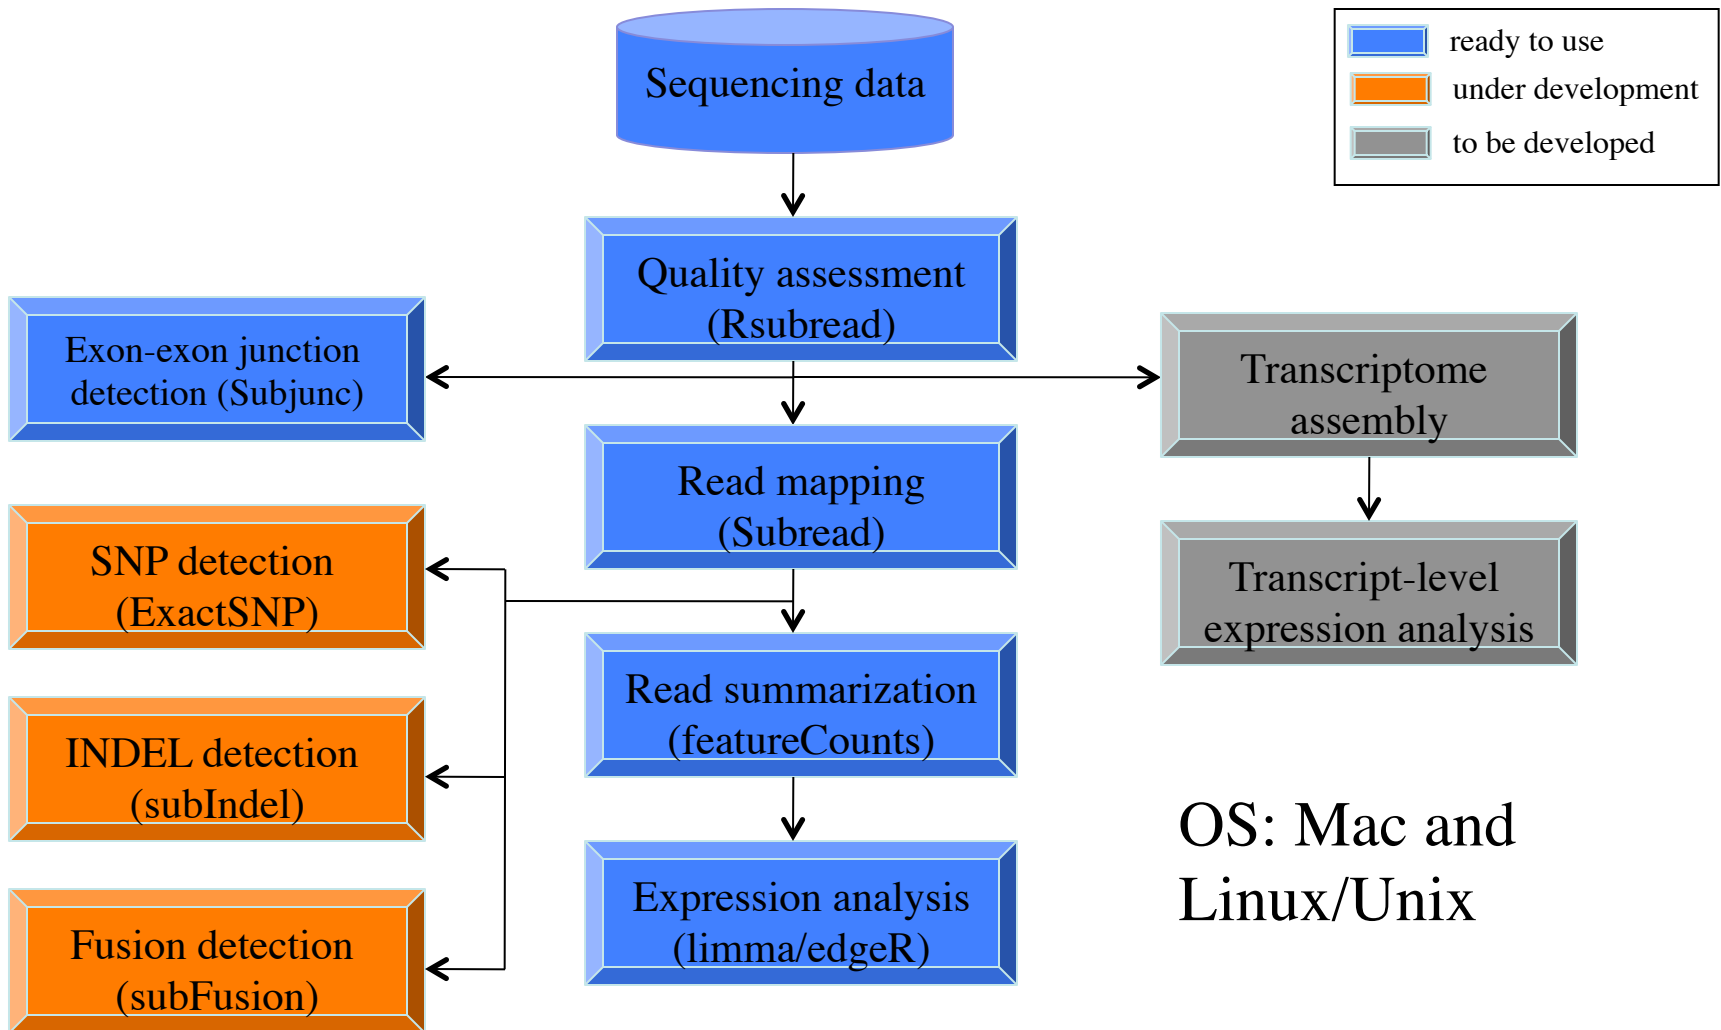 Sequencing data
ready to use
under development
to be developed
Quality assessment
(Rsubread)
Exon-exon junction
detection (Subjunc)
Transcriptome
assembly
Read mapping
(Subread)
SNP detection
(ExactSNP)
Transcript-level
expression analysis
Read summarization
(featureCounts)
INDEL detection
(subIndel)
OS: Mac and
Linux/Unix
Expression analysis
(limma/edgeR)
Fusion detection
(subFusion)